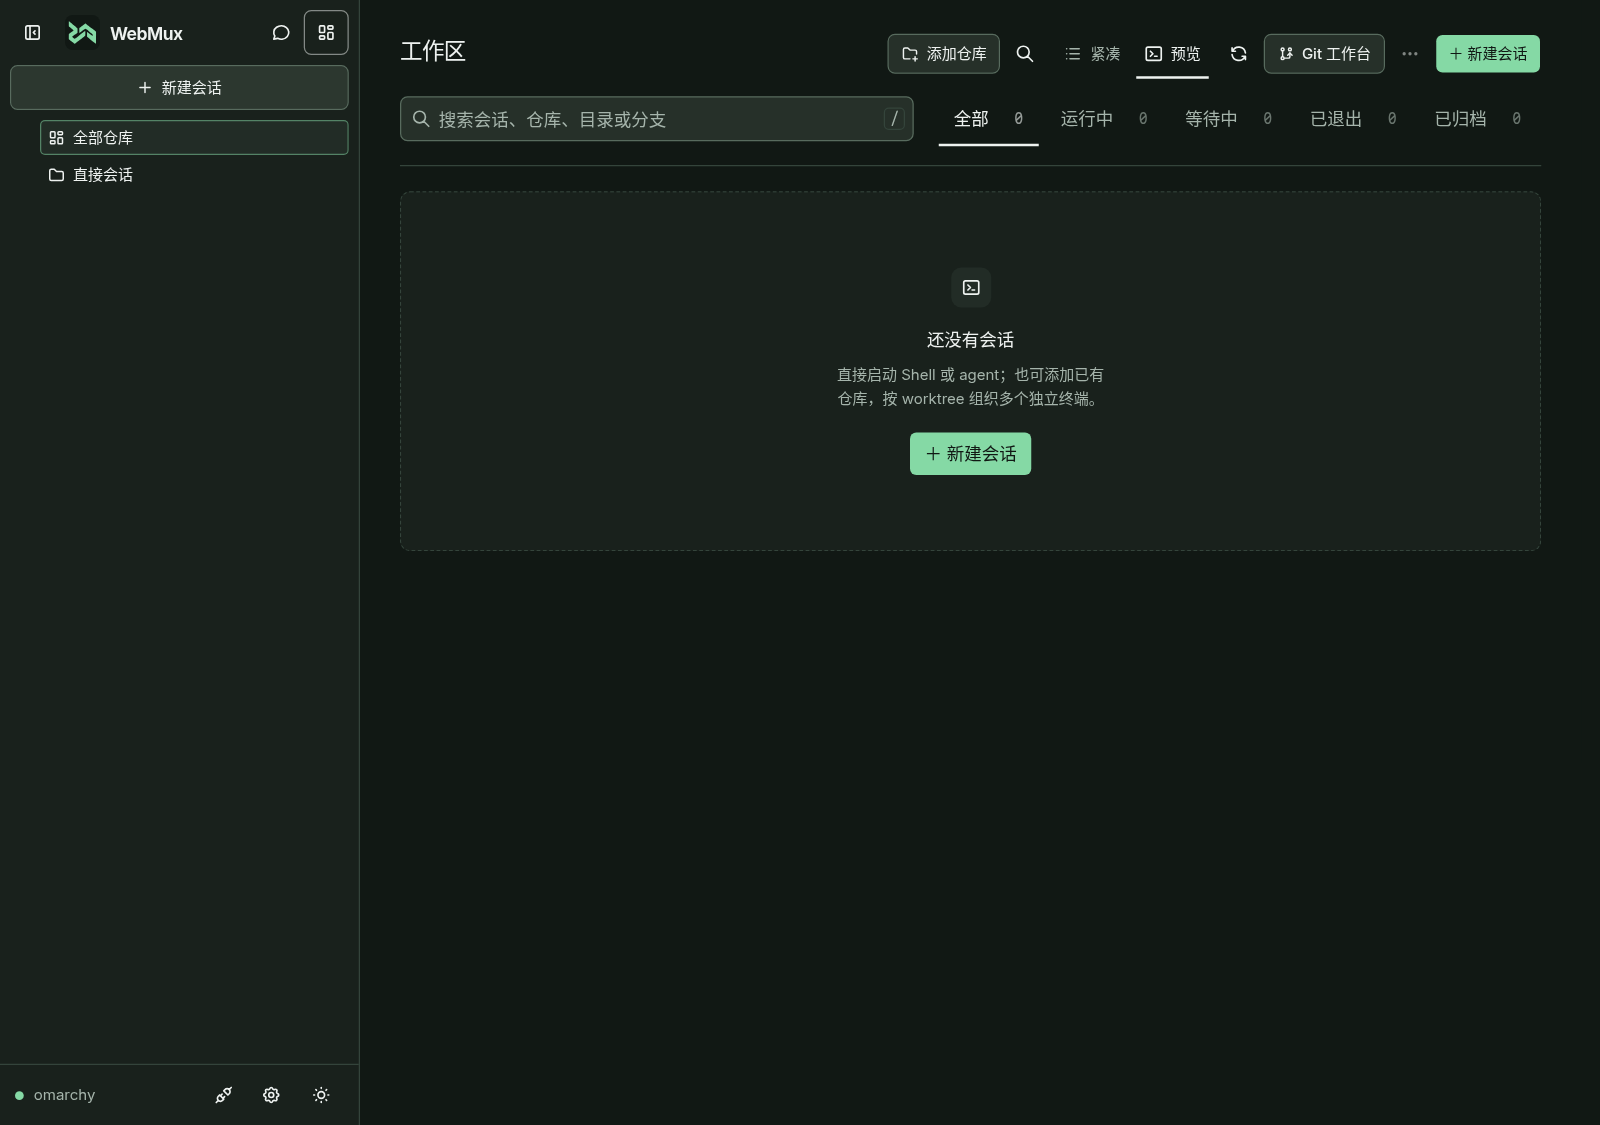 WebMux
新建会话
全部仓库
直接会话
omarchy
工作区
添加仓库
紧凑
预览
Git 工作台
新建会话
搜索会话、仓库、目录或分支 /
全部 0
运行中 0
等待中 0
已退出 0
已归档 0
还没有会话
直接启动 Shell 或 agent；也可添加已有
仓库，按 worktree 组织多个独立终端。
新建会话